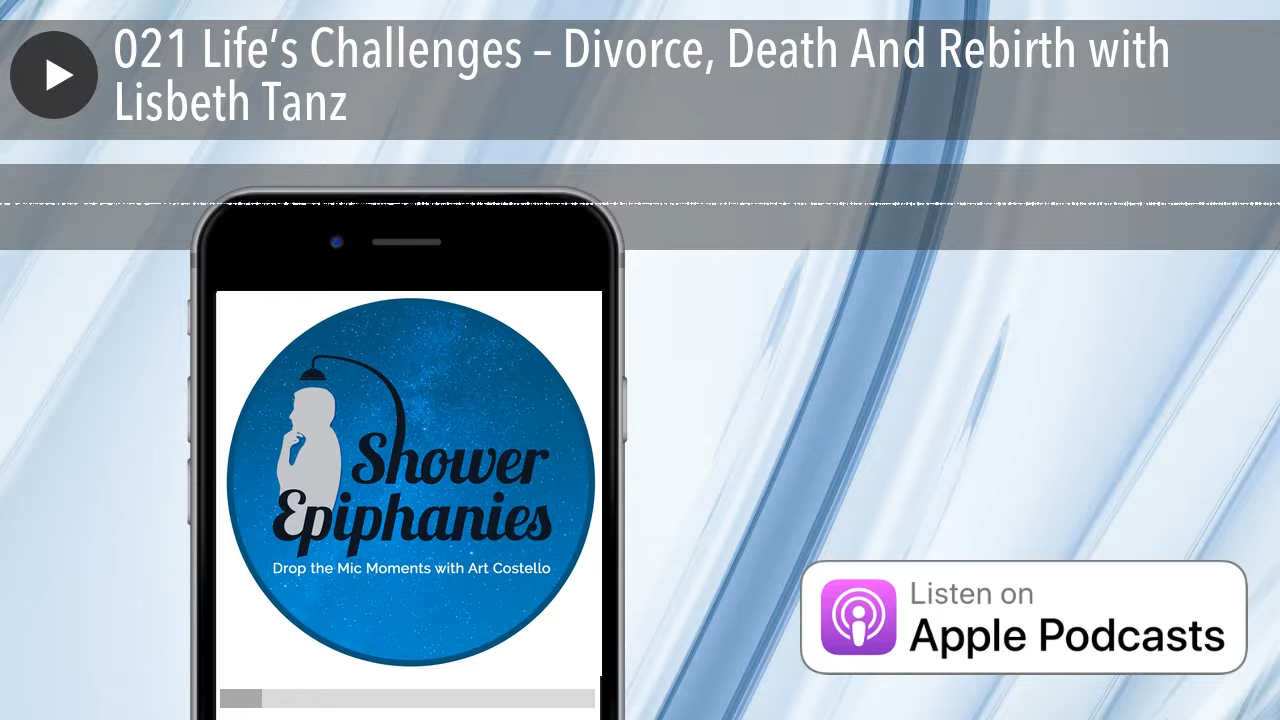 021 Life’s Challenges – Divorce, Death And Rebirth with
Lisbeth Tanz
Shower
Epiphanies
Drop the Mic Moments with Art Costello
Listen on
Apple Podcasts